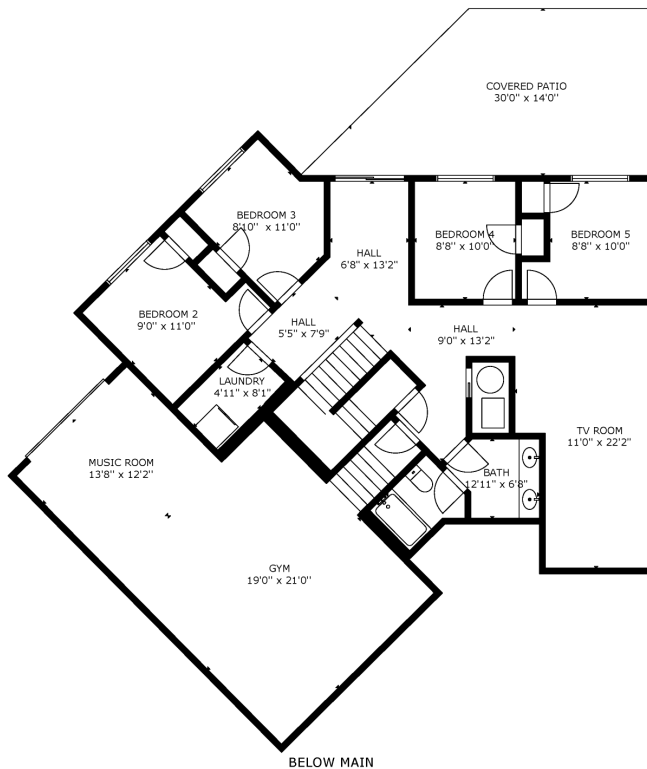 COVERED PATIO
30'0" x 14'0"
BEDROOM 3
8'10" x 11'0"
BEDROOM 4
8'8" x 10'0"
BEDROOM 5
8'8" x 10'0"
HALL
6'8" x 13'2"
BEDROOM 2
9'0" x 11'0"
HALL
5'5" x 7'9"
HALL
9'0" x 13'2"
LAUNDRY
4'11" x 8'1"
TV ROOM
11'0" x 22'2"
MUSIC ROOM
13'8" x 12'2"
BATH
12'11" x 6'8"
GYM
19'0" x 21'0"
BELOW MAIN